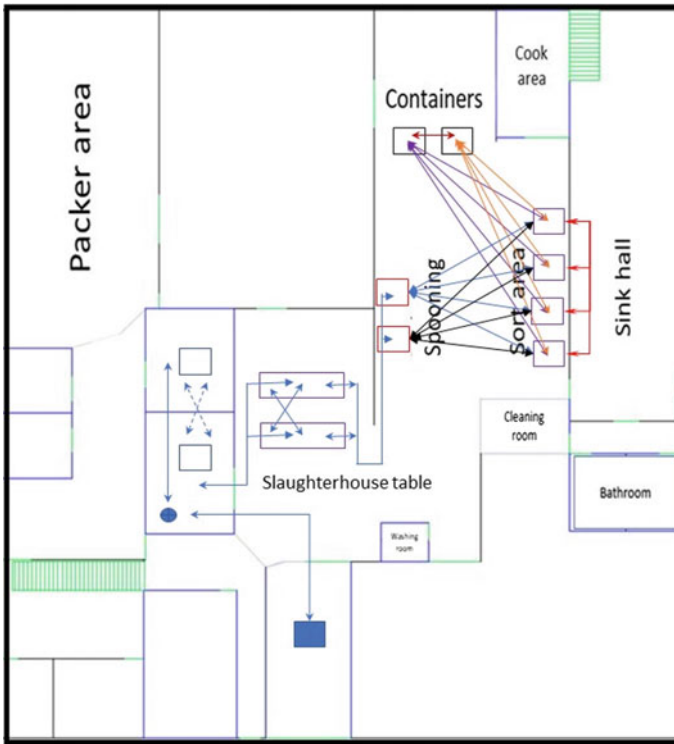 Cook
area
Containers
Packer area
Spooning
Sort area
Sink hall
Cleaning
room
Slaughterhouse table
Bathroom
Washing
room